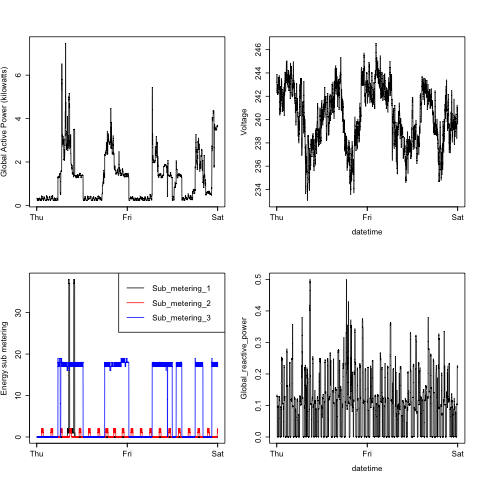 Global Active Power (kilowatts)
0
2
4
6
Thu
Fri
Sat
Voltage
234
236
238
240
242
244
246
Thu
Fri
Sat
datetime
Energy sub metering
0
10
20
30
Sub_metering_1
Sub_metering_2
Sub_metering_3
Thu
Fri
Sat
Global_reactive_power
0.0
0.1
0.2
0.3
0.4
0.5
Thu
Fri
Sat
datetime